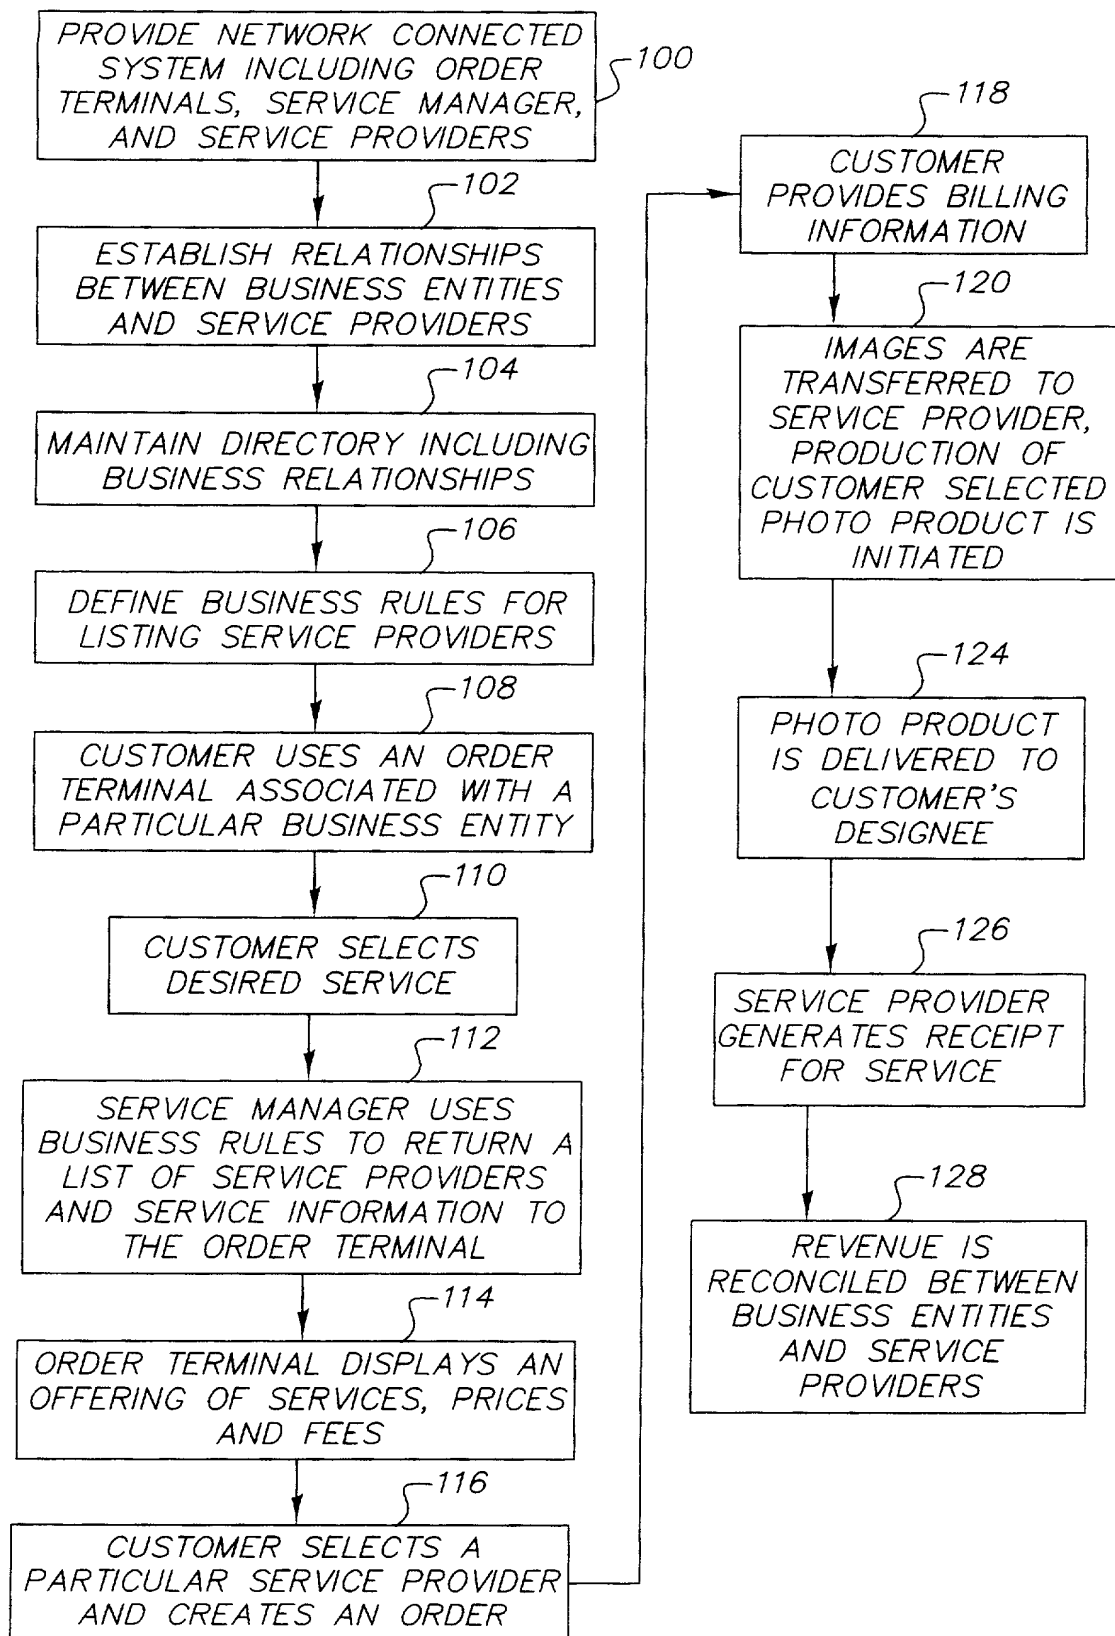 PROVIDE NETWORK CONNECTED
SYSTEM INCLUDING ORDER
TERMINALS, SERVICE MANAGER,
AND SERVICE PROVIDERS
100
102
ESTABLISH RELATIONSHIPS
BETWEEN BUSINESS ENTITIES
AND SERVICE PROVIDERS
104
MAINTAIN DIRECTORY INCLUDING
BUSINESS RELATIONSHIPS
106
DEFINE BUSINESS RULES FOR
LISTING SERVICE PROVIDERS
108
CUSTOMER USES AN ORDER
TERMINAL ASSOCIATED WITH A
PARTICULAR BUSINESS ENTITY
110
CUSTOMER SELECTS
DESIRED SERVICE
112
SERVICE MANAGER USES
BUSINESS RULES TO RETURN A
LIST OF SERVICE PROVIDERS
AND SERVICE INFORMATION TO
THE ORDER TERMINAL
114
ORDER TERMINAL DISPLAYS AN
OFFERING OF SERVICES, PRICES
AND FEES
116
CUSTOMER SELECTS A
PARTICULAR SERVICE PROVIDER
AND CREATES AN ORDER
118
CUSTOMER
PROVIDES BILLING
INFORMATION
120
IMAGES ARE
TRANSFERRED TO
SERVICE PROVIDER,
PRODUCTION OF
CUSTOMER SELECTED
PHOTO PRODUCT IS
INITIATED
124
PHOTO PRODUCT
IS DELIVERED TO
CUSTOMER'S
DESIGNEE
126
SERVICE PROVIDER
GENERATES RECEIPT
FOR SERVICE
128
REVENUE IS
RECONCILED BETWEEN
BUSINESS ENTITIES
AND SERVICE
PROVIDERS